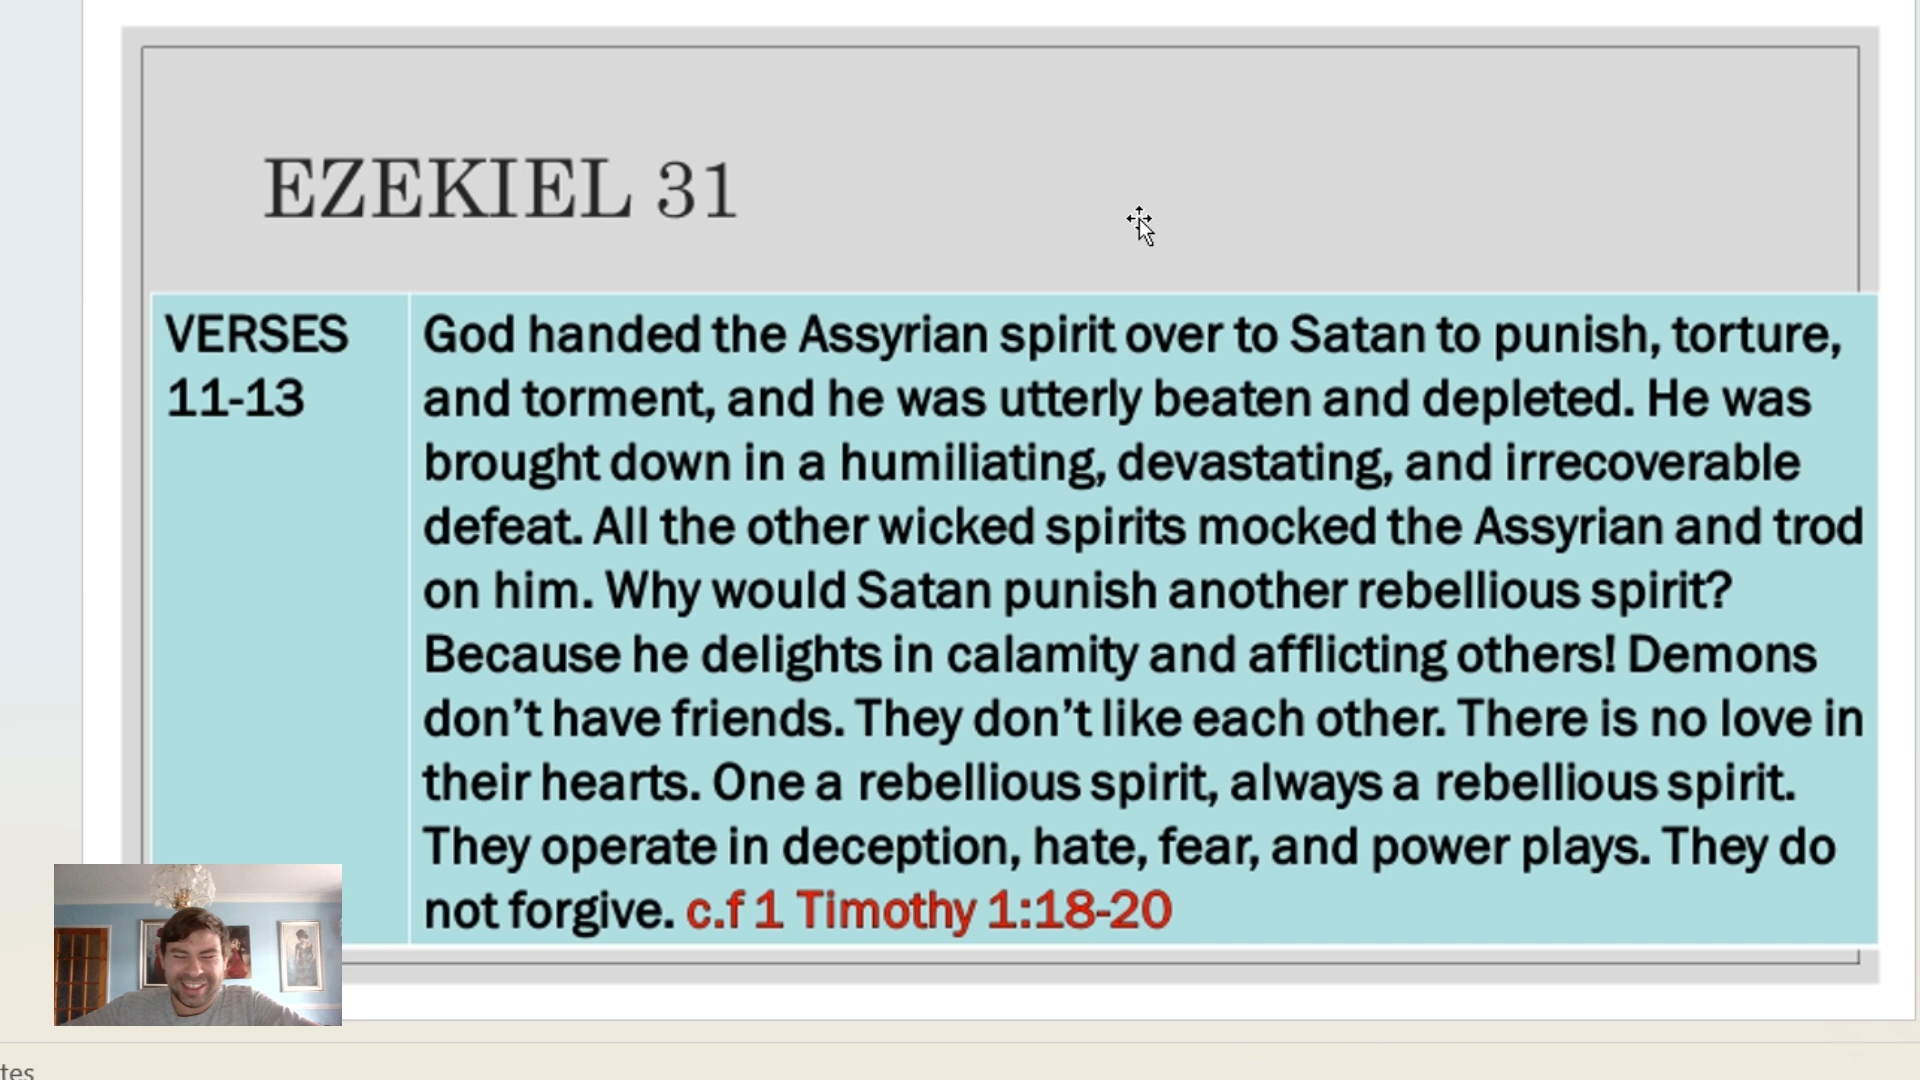 EZEKIEL 31
VERSES
11-13
God handed the Assyrian spirit over to Satan to punish, torture,
and torment, and he was utterly beaten and depleted. He was
brought down in a humiliating, devastating, and irrecoverable
defeat. All the other wicked spirits mocked the Assyrian and trod
on him. Why would Satan punish another rebellious spirit?
Because he delights in calamity and afflicting others! Demons
don’t have friends. They don’t like each other. There is no love in
their hearts. One a rebellious spirit, always a rebellious spirit.
They operate in deception, hate, fear, and power plays. They do
not forgive. c.f 1 Timothy 1:18-20
tes